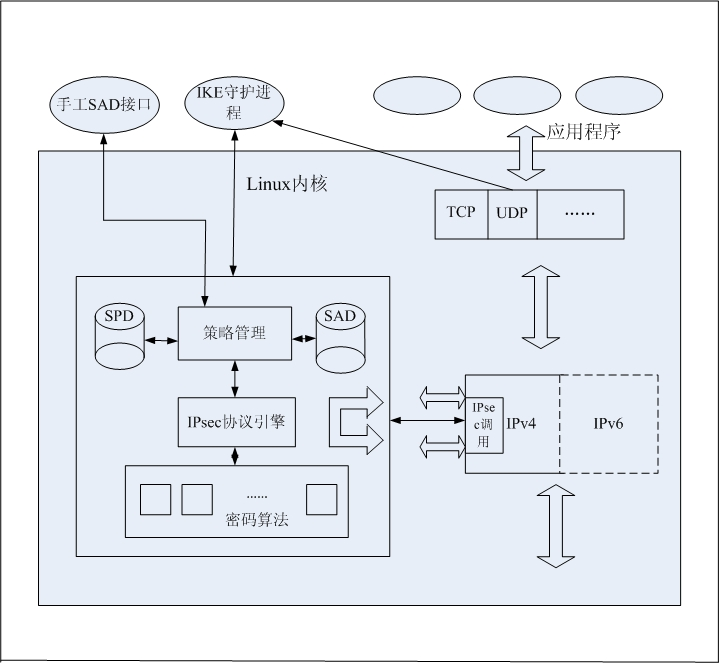 手工SAD接口
IKE守护进
程
应用程序
Linux内核
TCP
UDP
……
SPD
策略管理
SAD
IPsec协议引擎
IPse
c调
用
IPv4
IPv6
……
密码算法